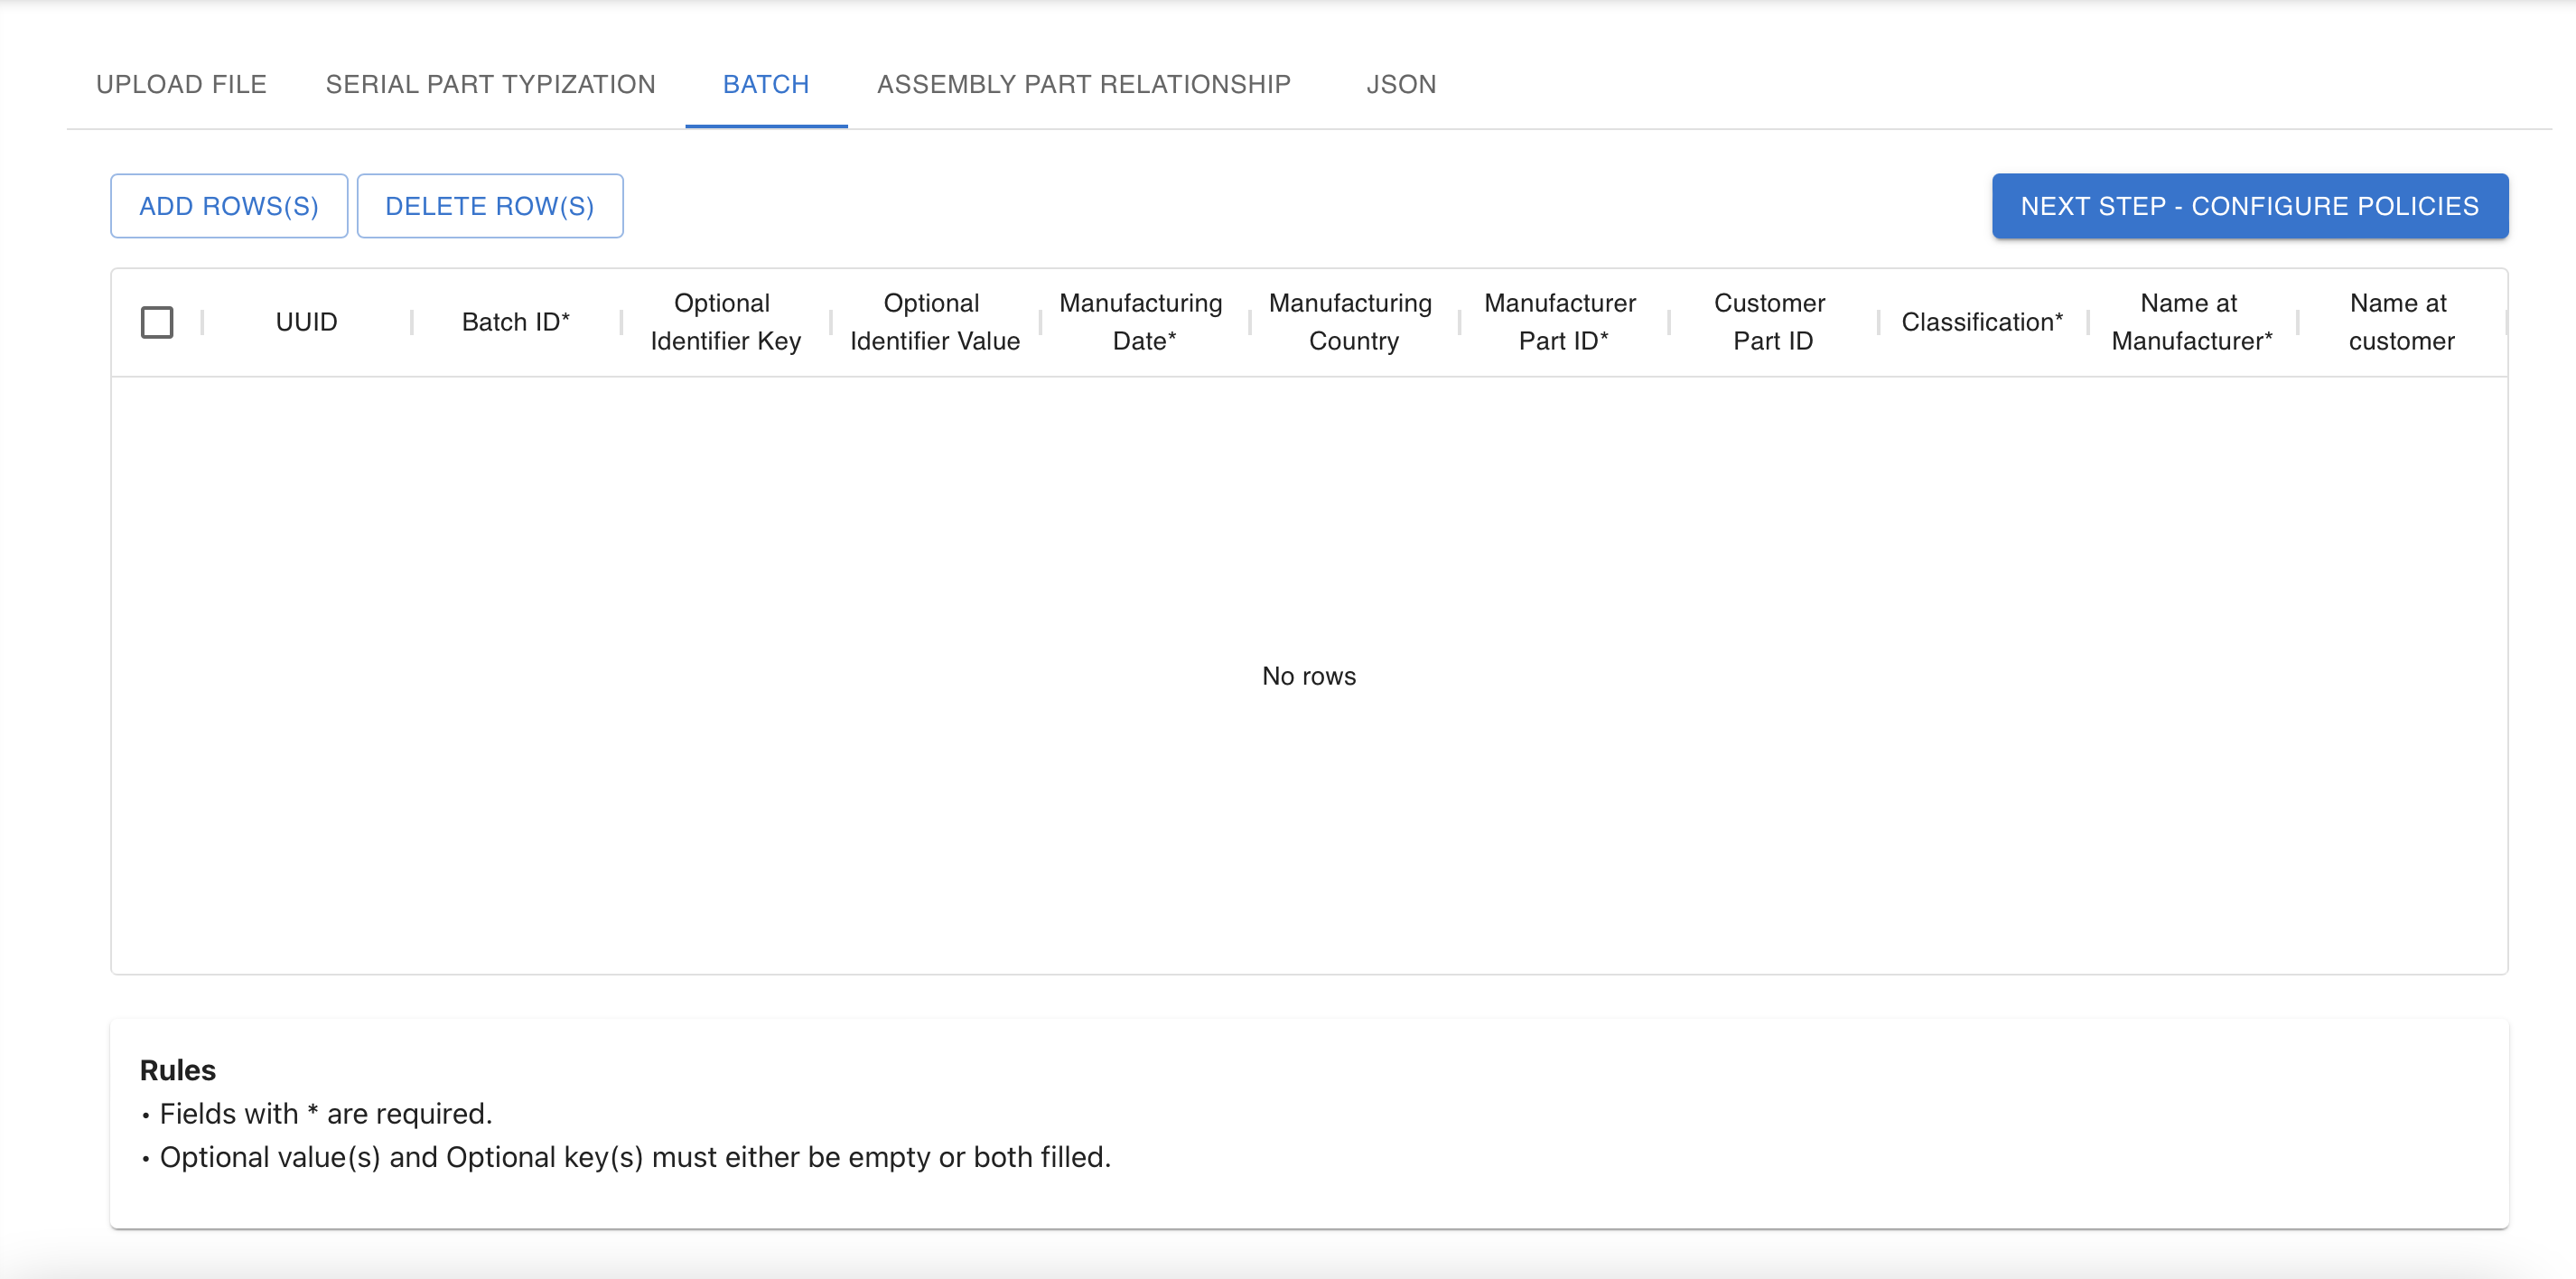 UPLOAD FILE SERIAL PART TYPIZATION BATCH ASSEMBLY PART RELATIONSHIP JSON
ADD ROWS(S) DELETE ROW(S) NEXT STEP - CONFIGURE POLICIES
UUID
Batch ID*
Optional
Identifier Key
Optional
Identifier Value
Manufacturing
Date*
Manufacturing
Country
Manufacturer
Part ID*
Customer
Part ID
Classification*
Name at
Manufacturer*
Name at
customer
No rows
Rules
• Fields with * are required.
• Optional value(s) and Optional key(s) must either be empty or both filled.